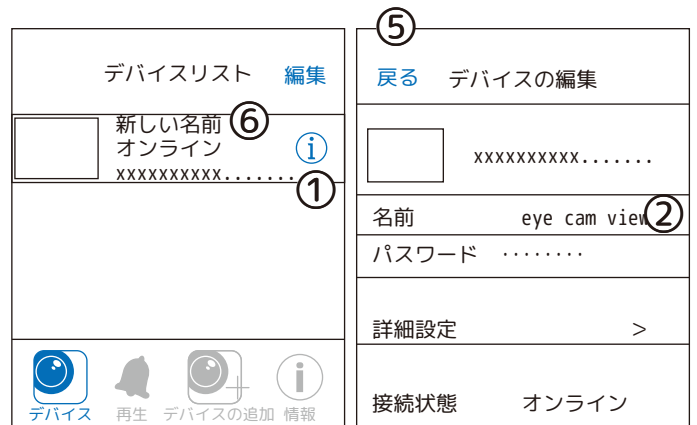 デバイスリスト 編集
新しい名前 ⑥
オンライン
xxxxxxxxxx.......
①
デバイス 再生 デバイスの追加 情報
⑤
戻る デバイスの編集
xxxxxxxxxx.......
名前 eye cam view ②
パスワード ········
詳細設定 >
接続状態 オンライン